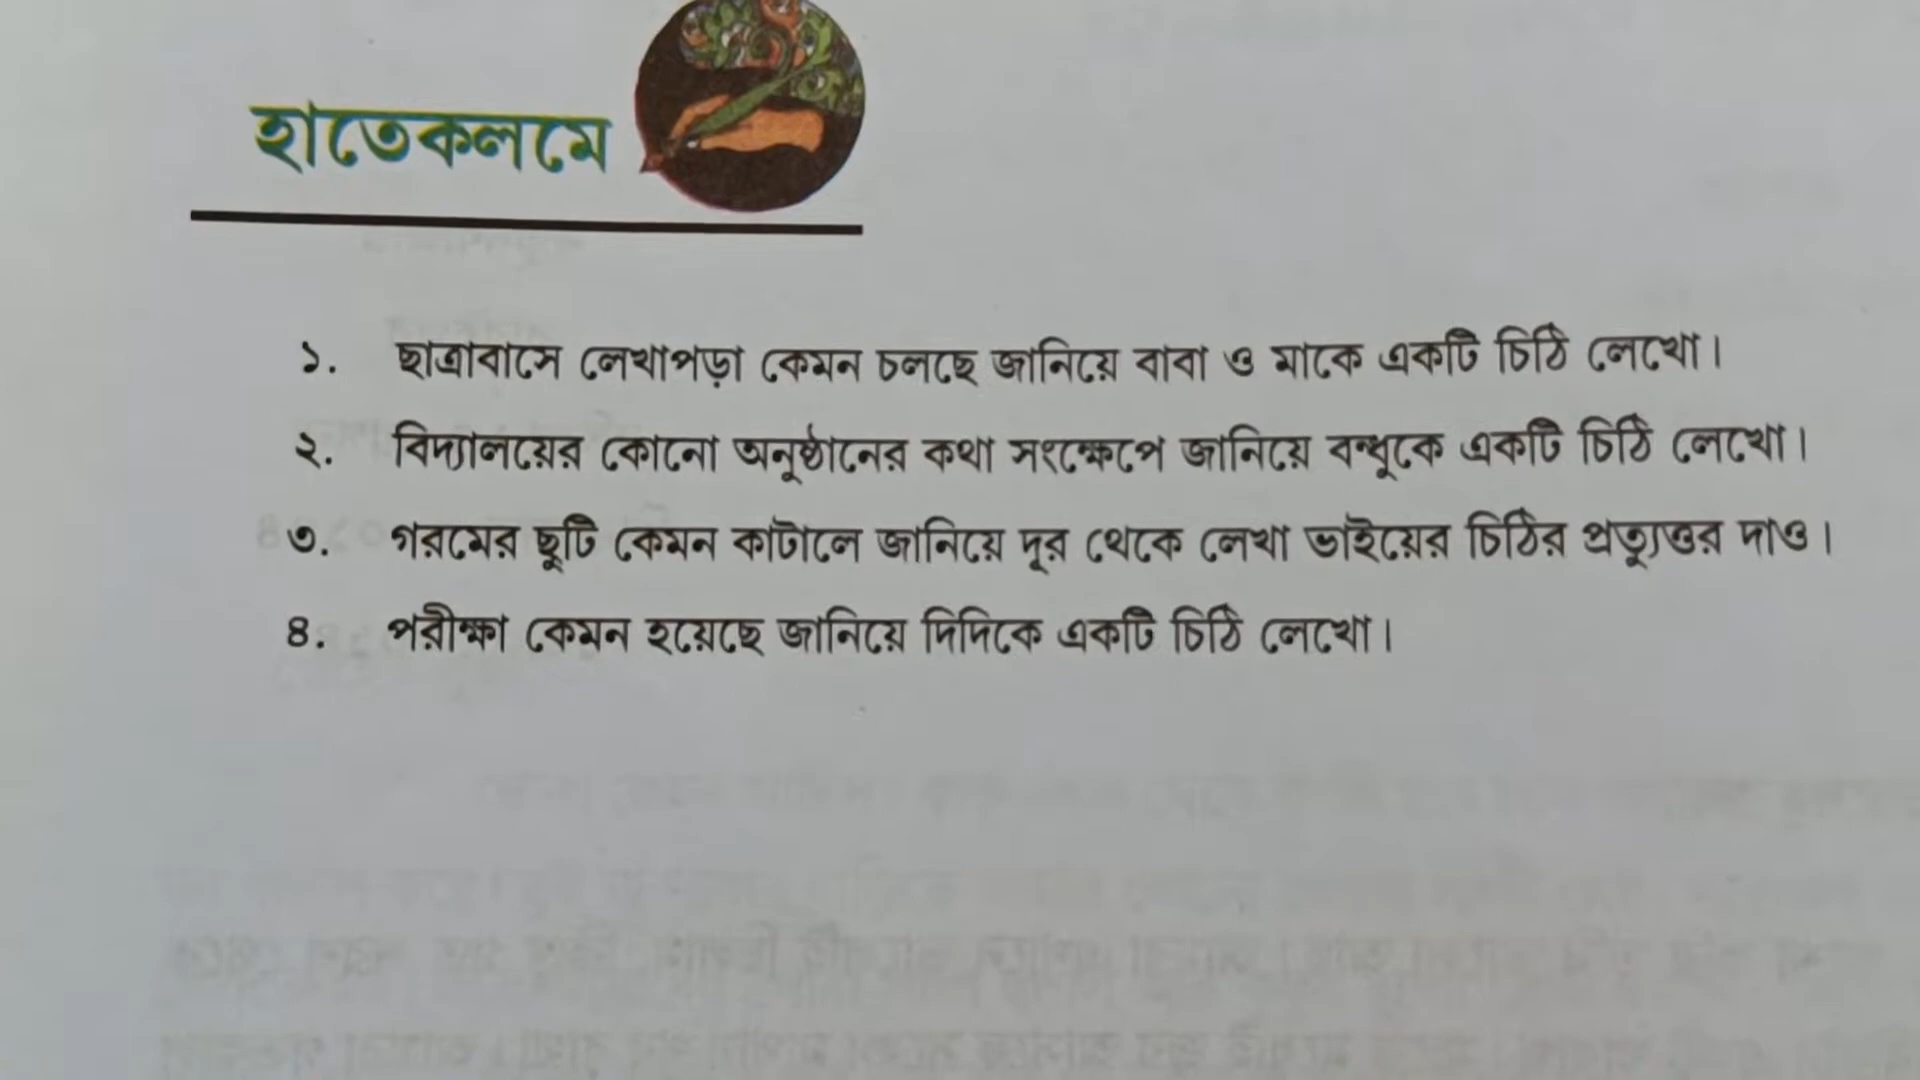 হাতেকলমে
১. ছাত্রাবাসে লেখাপড়া কেমন চলছে জানিয়ে বাবা ও মাকে একটি চিঠি লেখো।
২. বিদ্যালয়ের কোনো অনুষ্ঠানের কথা সংক্ষেপে জানিয়ে বন্ধুকে একটি চিঠি লেখো।
৩. গরমের ছুটি কেমন কাটালে জানিয়ে দূর থেকে লেখা ভাইয়ের চিঠির প্রত্যুত্তর দাও।
৪. পরীক্ষা কেমন হয়েছে জানিয়ে দিদিকে একটি চিঠি লেখো।